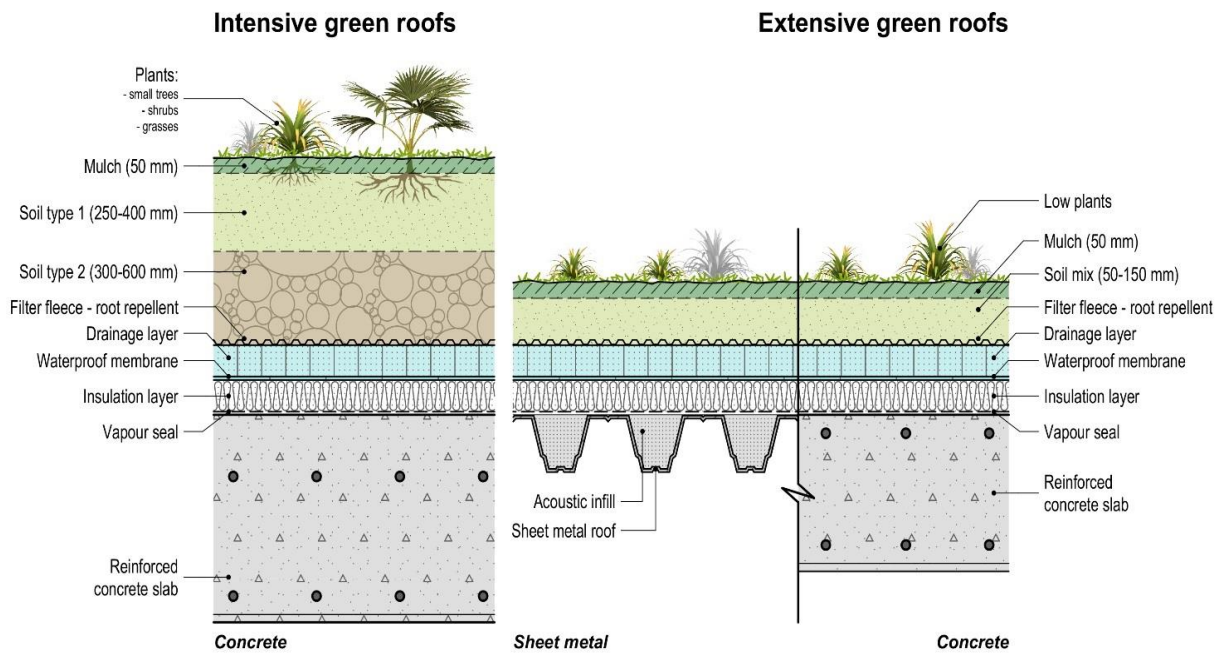 Intensive green roofs
Extensive green roofs
Plants:
- small trees
- shrubs
- grasses
Mulch (50 mm)
Soil type 1 (250-400 mm)
Soil type 2 (300-600 mm)
Filter fleece - root repellent
Drainage layer
Waterproof membrane
Insulation layer
Vapour seal
Reinforced
concrete slab
Concrete
Acoustic infill
Sheet metal roof
Sheet metal
Low plants
Mulch (50 mm)
Soil mix (50-150 mm)
Filter fleece - root repellent
Drainage layer
Waterproof membrane
Insulation layer
Vapour seal
Reinforced
concrete slab
Concrete